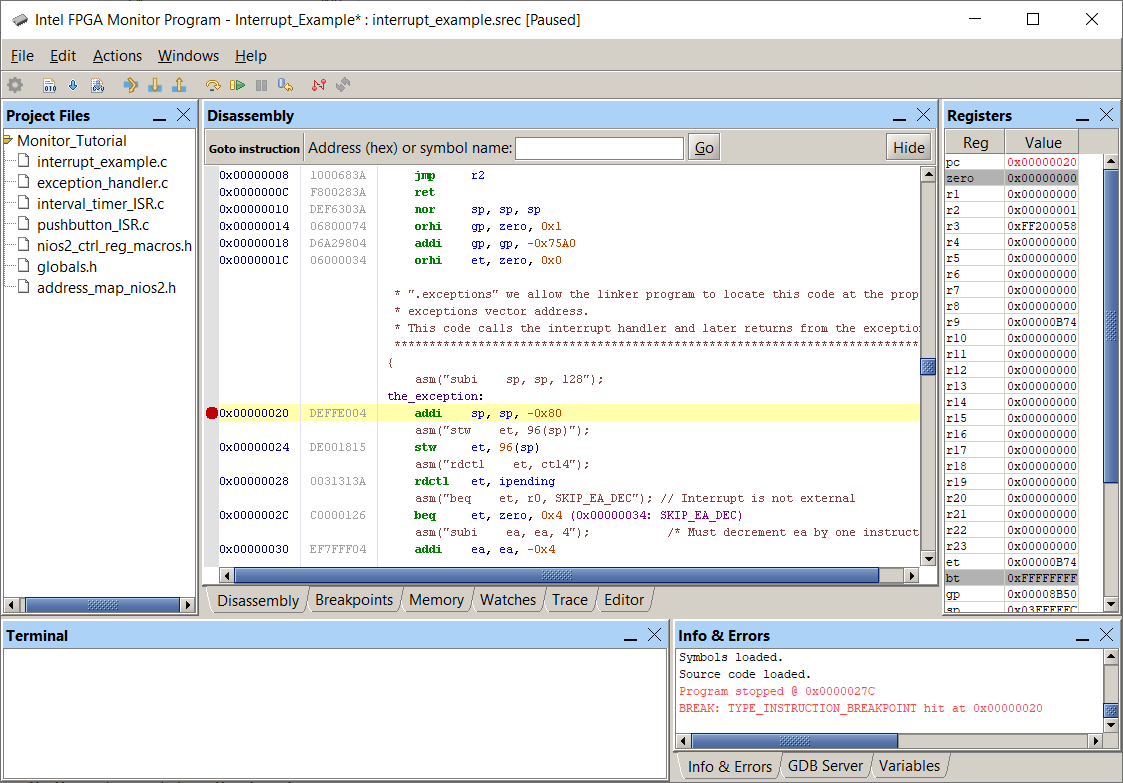 Intel FPGA Monitor Program - Interrupt_Example* : interrupt_example.srec [Paused]
File Edit Actions Windows Help
Project Files
Monitor_Tutorial
interrupt_example.c
exception_handler.c
interval_timer_ISR.c
pushbutton_ISR.c
nios2_ctrl_reg_macros.h
globals.h
address_map_nios2.h
Disassembly
Goto instruction Address (hex) or symbol name: Go Hide
0x00000008 1000683A jmp r2
0x0000000C F800283A ret
0x00000010 DEF6303A nor sp, sp, sp
0x00000014 06800074 orhi gp, zero, 0x1
0x00000018 D6A29804 addi gp, gp, -0x75A0
0x0000001C 06000034 orhi et, zero, 0x0
* ".exceptions" we allow the linker program to locate this code at the prop
* exceptions vector address.
* This code calls the interrupt handler and later returns from the exception
{
asm("subi sp, sp, 128");
the_exception:
0x00000020 DEFFE004 addi sp, sp, -0x80
asm("stw et, 96(sp)");
0x00000024 DE001815 stw et, 96(sp)
asm("rdctl et, ctl4");
0x00000028 0031313A rdctl et, ipending
asm("beq et, r0, SKIP_EA_DEC"); // Interrupt is not external
0x0000002C C0000126 beq et, zero, 0x4 (0x00000034: SKIP_EA_DEC)
asm("subi ea, ea, 4"); /* Must decrement ea by one instruct
0x00000030 EF7FFF04 addi ea, ea, -0x4
Disassembly Breakpoints Memory Watches Trace Editor
Registers
Reg Value
pc 0x00000020
zero 0x00000000
r1 0x00000000
r2 0x00000001
r3 0xFF200058
r4 0x00000000
r5 0x00000000
r6 0x00000000
r7 0x00000000
r8 0x00000000
r9 0x00000B74
r10 0x00000000
r11 0x00000000
r12 0x00000000
r13 0x00000000
r14 0x00000000
r15 0x00000000
r16 0x00000000
r17 0x00000000
r18 0x00000000
r19 0x00000000
r20 0x00000000
r21 0x00000000
r22 0x00000000
r23 0x00000000
et 0x00000B74
bt 0xFFFFFFFF
gp 0x00008B50
sp 0x03FFFFFC
Terminal
Info & Errors
Symbols loaded.
Source code loaded.
Program stopped @ 0x0000027C
BREAK: TYPE_INSTRUCTION_BREAKPOINT hit at 0x00000020
Info & Errors GDB Server Variables